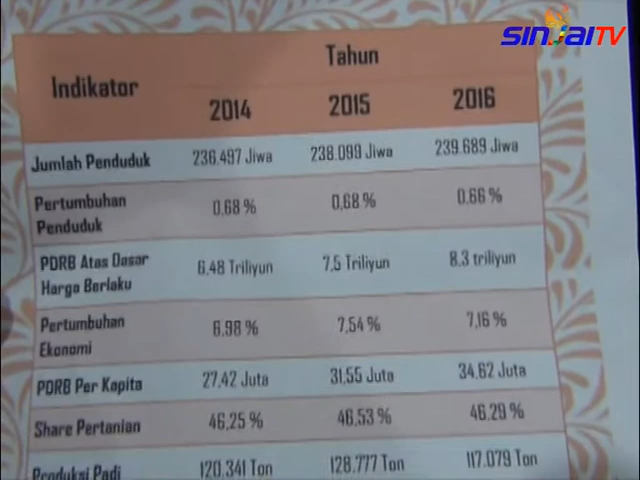 SINJAI TV
Tahun
Indikator
2014 2015 2016
Jumlah Penduduk 236.497 Jiwa 238.099 Jiwa 239.689 Jiwa
Pertumbuhan
Penduduk 0,68 % 0,68 % 0,66 %
PDRB Atas Dasar
Harga Berlaku 6,48 Triliyun 7,5 Triliyun 8,3 triliyun
Pertumbuhan
Ekonomi 6,98 % 7,54 % 7,16 %
PDRB Per Kapita 27,42 Juta 31,55 Juta 34,62 Juta
Share Pertanian 46,25 % 46,53 % 46,29 %
Produksi Padi 120.341 Ton 128.777 Ton 117.079 Ton